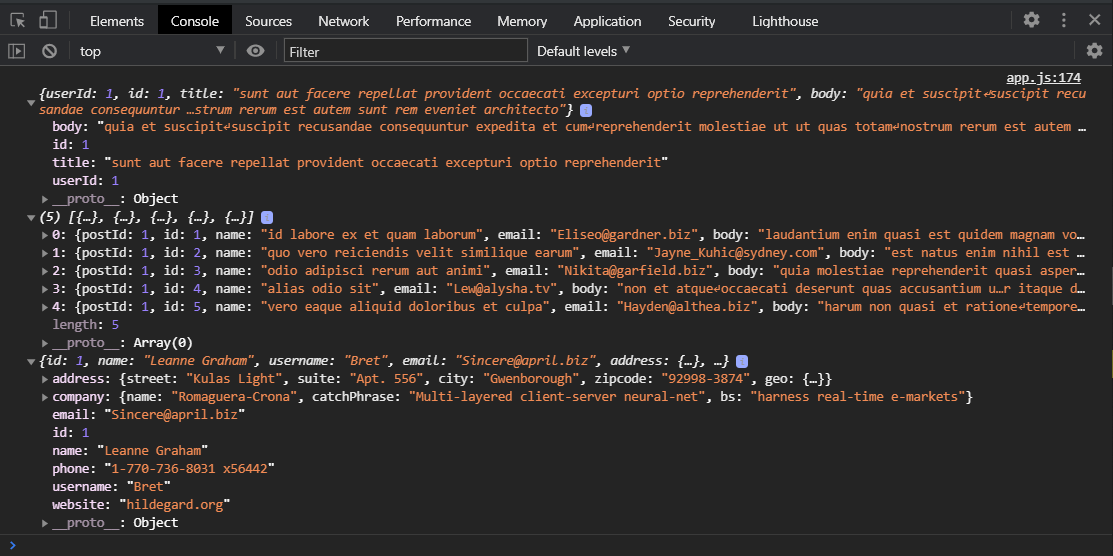 Elements Console Sources Network Performance Memory Application Security Lighthouse
top Filter Default levels
app.js:174
{userId: 1, id: 1, title: "sunt aut facere repellat provident occaecati excepturi optio reprehenderit", body: "quia et suscipit↵suscipit recu
sandae consequuntur …strum rerum est autem sunt rem eveniet architecto"}
body: "quia et suscipit↵suscipit recusandae consequuntur expedita et cum↵reprehenderit molestiae ut ut quas totam↵nostrum rerum est autem …
id: 1
title: "sunt aut facere repellat provident occaecati excepturi optio reprehenderit"
userId: 1
__proto__: Object
(5) [{…}, {…}, {…}, {…}, {…}]
0: {postId: 1, id: 1, name: "id labore ex et quam laborum", email: "Eliseo@gardner.biz", body: "laudantium enim quasi est quidem magnam vo…
1: {postId: 1, id: 2, name: "quo vero reiciendis velit similique earum", email: "Jayne_Kuhic@sydney.com", body: "est natus enim nihil est …
2: {postId: 1, id: 3, name: "odio adipisci rerum aut animi", email: "Nikita@garfield.biz", body: "quia molestiae reprehenderit quasi asper…
3: {postId: 1, id: 4, name: "alias odio sit", email: "Lew@alysha.tv", body: "non et atque↵occaecati deserunt quas accusantium u…r itaque d…
4: {postId: 1, id: 5, name: "vero eaque aliquid doloribus et culpa", email: "Hayden@althea.biz", body: "harum non quasi et ratione↵tempore…
length: 5
__proto__: Array(0)
{id: 1, name: "Leanne Graham", username: "Bret", email: "Sincere@april.biz", address: {…}, …}
address: {street: "Kulas Light", suite: "Apt. 556", city: "Gwenborough", zipcode: "92998-3874", geo: {…}}
company: {name: "Romaguera-Crona", catchPhrase: "Multi-layered client-server neural-net", bs: "harness real-time e-markets"}
email: "Sincere@april.biz"
id: 1
name: "Leanne Graham"
phone: "1-770-736-8031 x56442"
username: "Bret"
website: "hildegard.org"
__proto__: Object